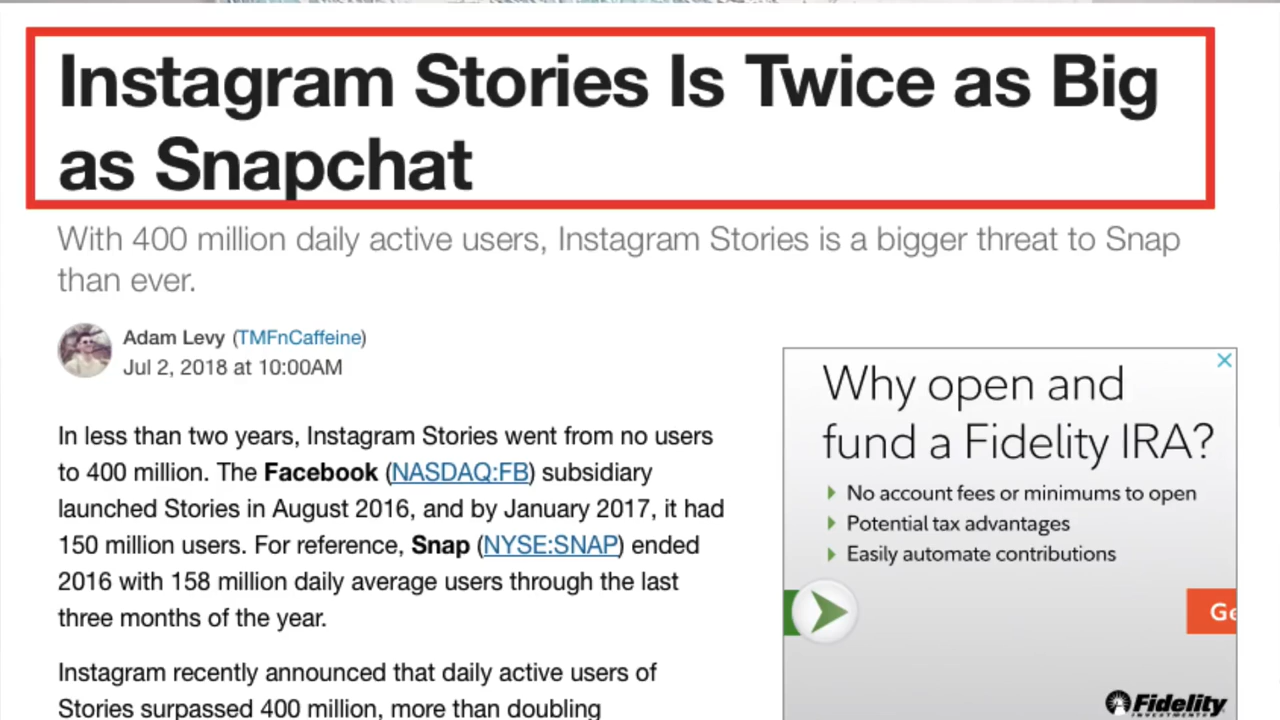 Instagram Stories Is Twice as Big
as Snapchat
With 400 million daily active users, Instagram Stories is a bigger threat to Snap
than ever.
Adam Levy (TMFnCaffeine)
Jul 2, 2018 at 10:00AM
In less than two years, Instagram Stories went from no users
to 400 million. The Facebook (NASDAQ:FB) subsidiary
launched Stories in August 2016, and by January 2017, it had
150 million users. For reference, Snap (NYSE:SNAP) ended
2016 with 158 million daily average users through the last
three months of the year.
Instagram recently announced that daily active users of
Stories surpassed 400 million, more than doubling
Why open and
fund a Fidelity IRA?
No account fees or minimums to open
Potential tax advantages
Easily automate contributions
Ge
Fidelity
INVESTMENTS